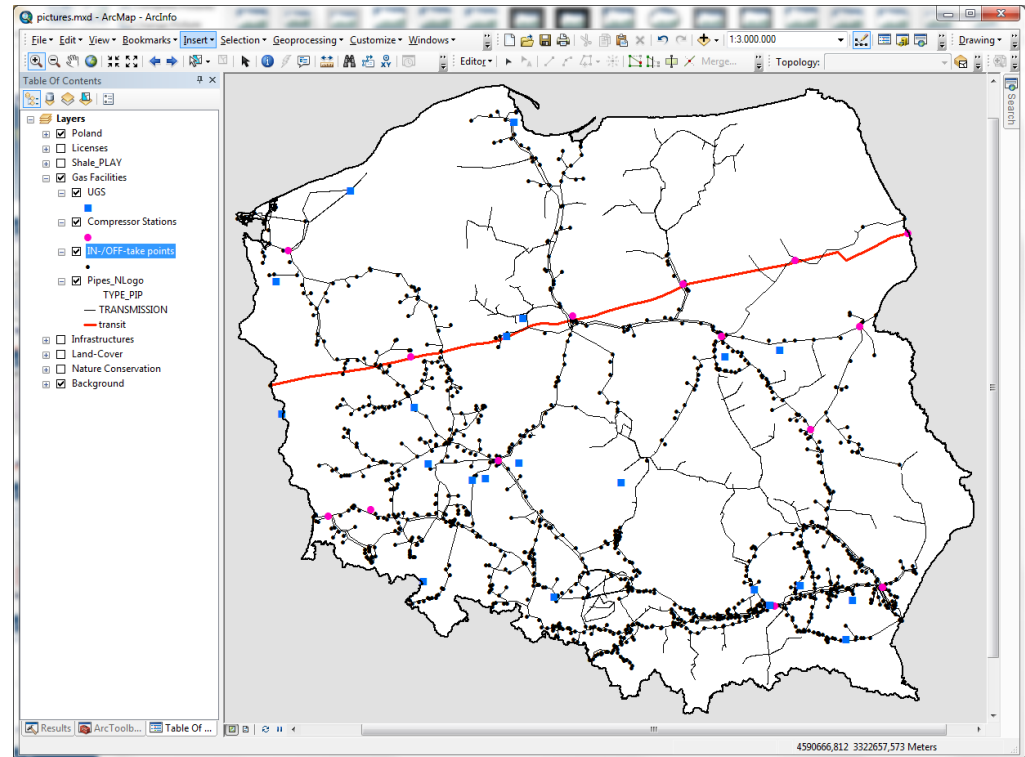 pictures.mxd - ArcMap - ArcInfo
File Edit View Bookmarks Insert Selection Geoprocessing Customize Windows 1:3.000.000 Drawing
Editor Merge... Topology:
Table Of Contents
Search
Layers
Poland
Licenses
Shale_PLAY
Gas Facilities
UGS
Compressor Stations
IN-/OFF-take points
Pipes_NLogo
TYPE_PIP
TRANSMISSION
transit
Infrastructures
Land-Cover
Nature Conservation
Background
Results ArcToolb... Table Of ...
4590666,812 3322657,573 Meters